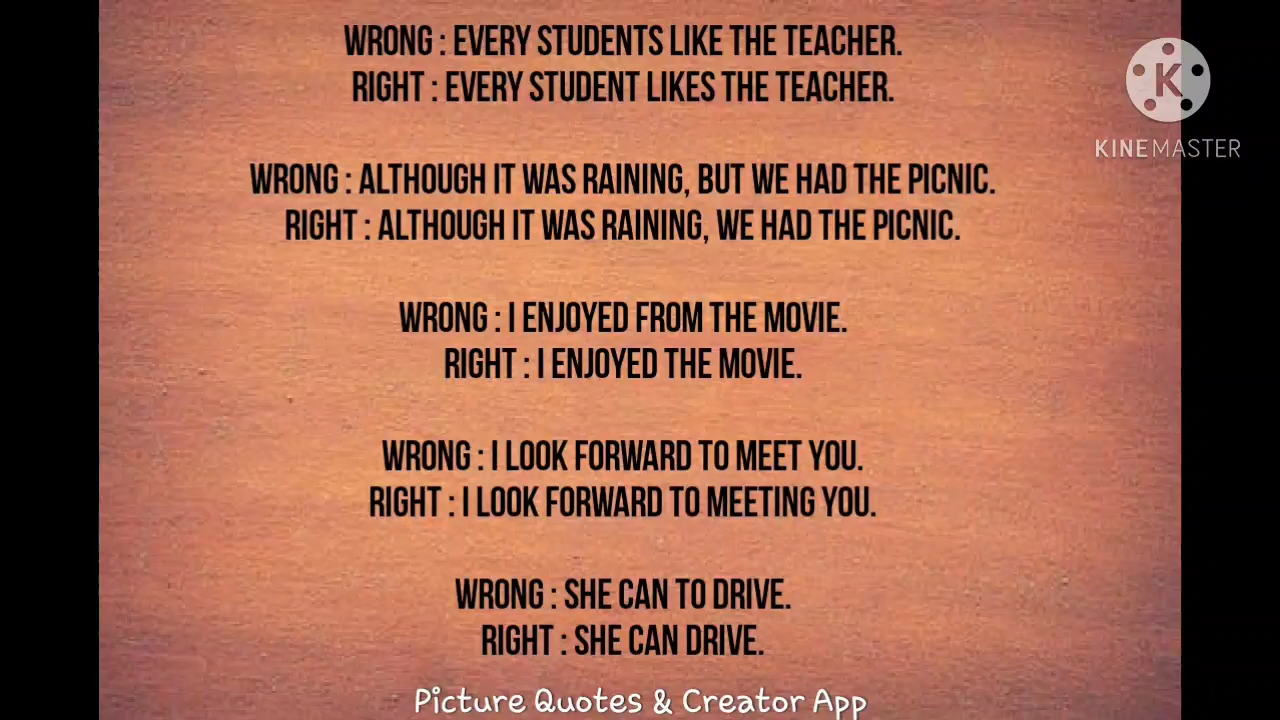 WRONG : EVERY STUDENTS LIKE THE TEACHER.
RIGHT : EVERY STUDENT LIKES THE TEACHER.
WRONG : ALTHOUGH IT WAS RAINING, BUT WE HAD THE PICNIC.
RIGHT : ALTHOUGH IT WAS RAINING, WE HAD THE PICNIC.
WRONG : I ENJOYED FROM THE MOVIE.
RIGHT : I ENJOYED THE MOVIE.
WRONG : I LOOK FORWARD TO MEET YOU.
RIGHT : I LOOK FORWARD TO MEETING YOU.
WRONG : SHE CAN TO DRIVE.
RIGHT : SHE CAN DRIVE.
Picture Quotes & Creator App
K
KINEMASTER